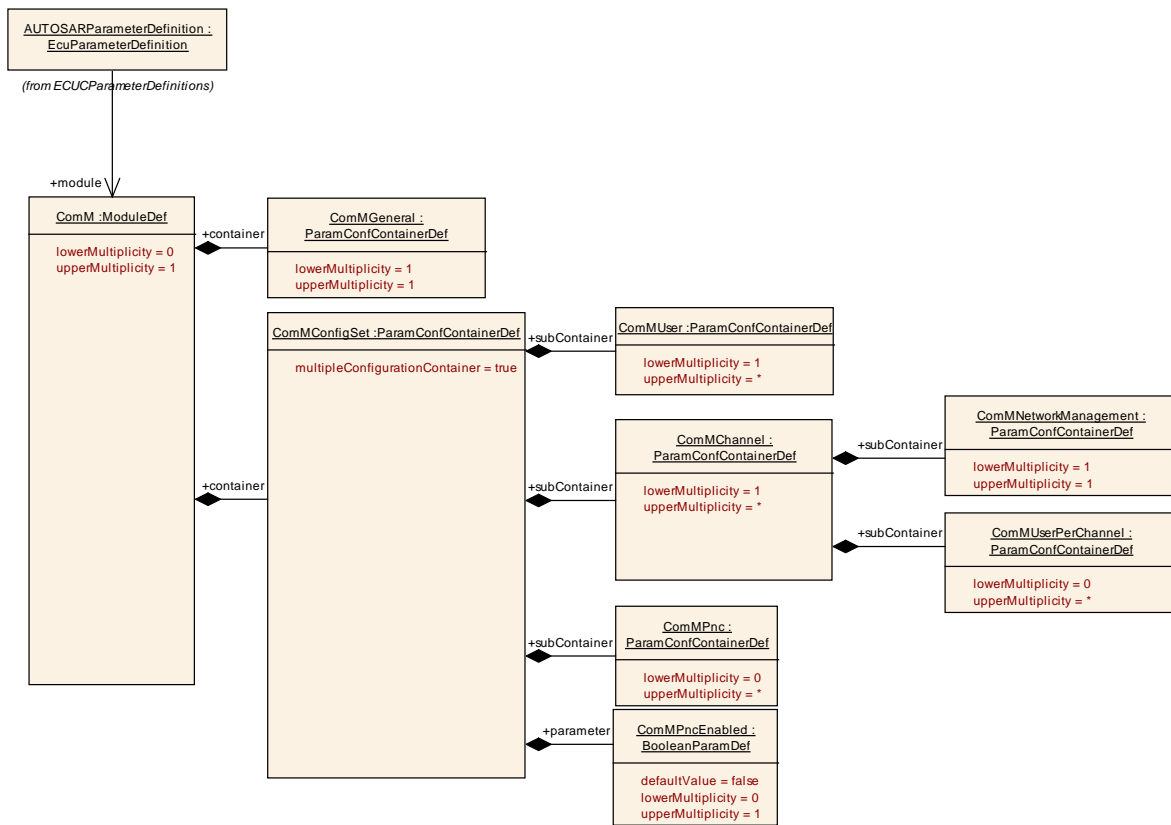 AUTOSARParameterDefinition :
EcuParameterDefinition
(from ECUCParameterDefinitions)
+module
ComM :ModuleDef
lowerMultiplicity = 0
upperMultiplicity = 1
+container
ComMGeneral :
ParamConfContainerDef
lowerMultiplicity = 1
upperMultiplicity = 1
+container
ComMConfigSet :ParamConfContainerDef
multipleConfigurationContainer = true
+subContainer
ComMUser :ParamConfContainerDef
lowerMultiplicity = 1
upperMultiplicity = *
+subContainer
ComMChannel :
ParamConfContainerDef
lowerMultiplicity = 1
upperMultiplicity = *
+subContainer
ComMNetworkManagement :
ParamConfContainerDef
lowerMultiplicity = 1
upperMultiplicity = 1
+subContainer
ComMUserPerChannel :
ParamConfContainerDef
lowerMultiplicity = 0
upperMultiplicity = *
+subContainer
ComMPnc :
ParamConfContainerDef
lowerMultiplicity = 0
upperMultiplicity = *
+parameter
ComMPncEnabled :
BooleanParamDef
defaultValue = false
lowerMultiplicity = 0
upperMultiplicity = 1